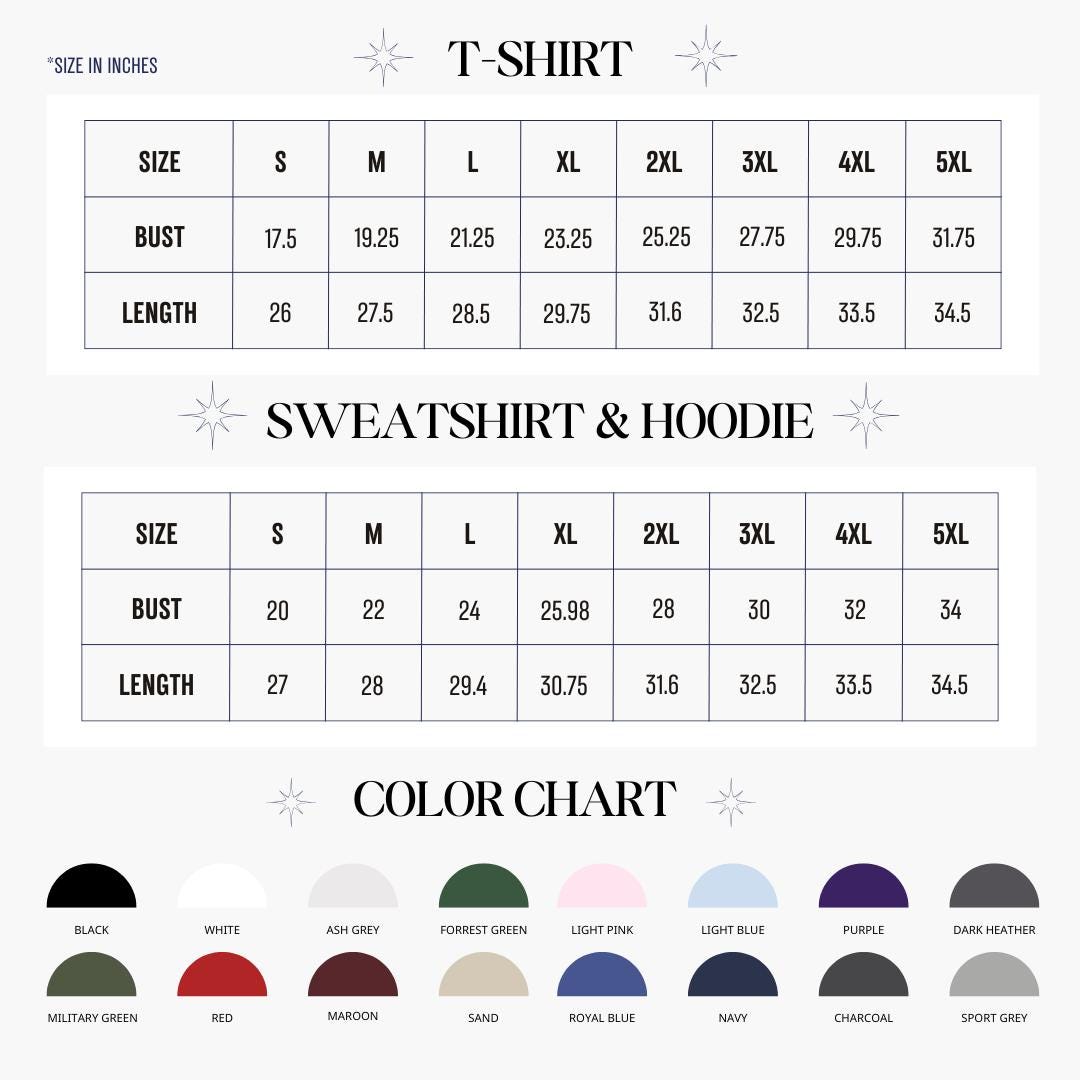 *SIZE IN INCHES
T-SHIRT
SIZE S M L XL 2XL 3XL 4XL 5XL
BUST 17.5 19.25 21.25 23.25 25.25 27.75 29.75 31.75
LENGTH 26 27.5 28.5 29.75 31.6 32.5 33.5 34.5
SWEATSHIRT & HOODIE
SIZE S M L XL 2XL 3XL 4XL 5XL
BUST 20 22 24 25.98 28 30 32 34
LENGTH 27 28 29.4 30.75 31.6 32.5 33.5 34.5
COLOR CHART
BLACK WHITE ASH GREY FORREST GREEN LIGHT PINK LIGHT BLUE PURPLE DARK HEATHER
MILITARY GREEN RED MAROON SAND ROYAL BLUE NAVY CHARCOAL SPORT GREY